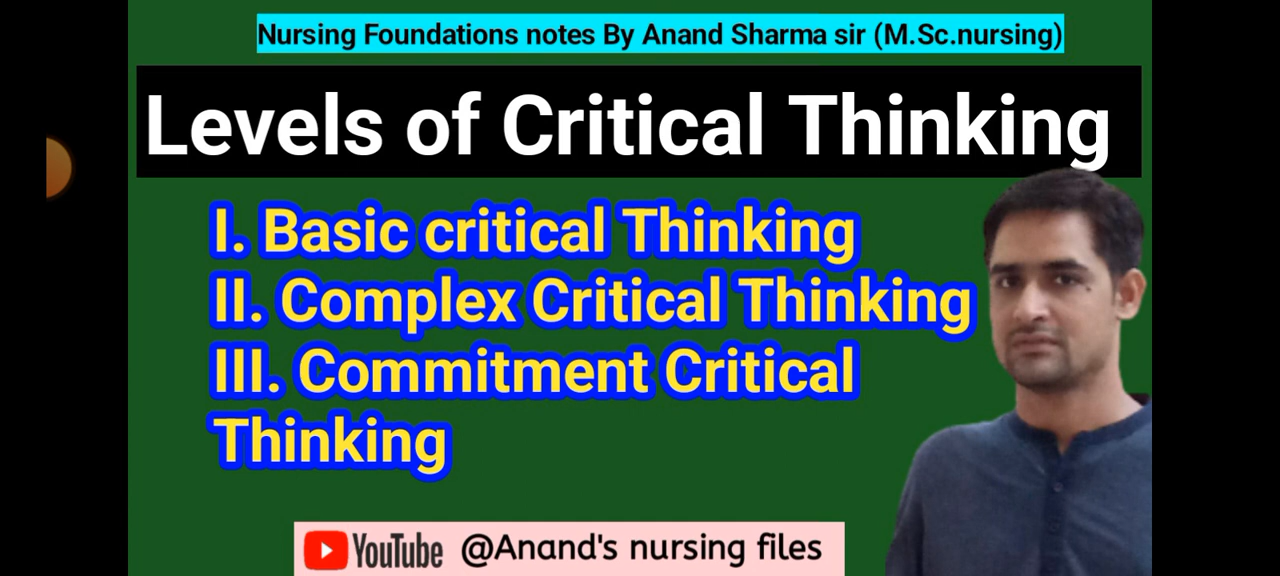 Nursing Foundations notes By Anand Sharma sir (M.Sc.nursing)
Levels of Critical Thinking
I. Basic critical Thinking
II. Complex Critical Thinking
III. Commitment Critical
Thinking
YouTube @Anand's nursing files